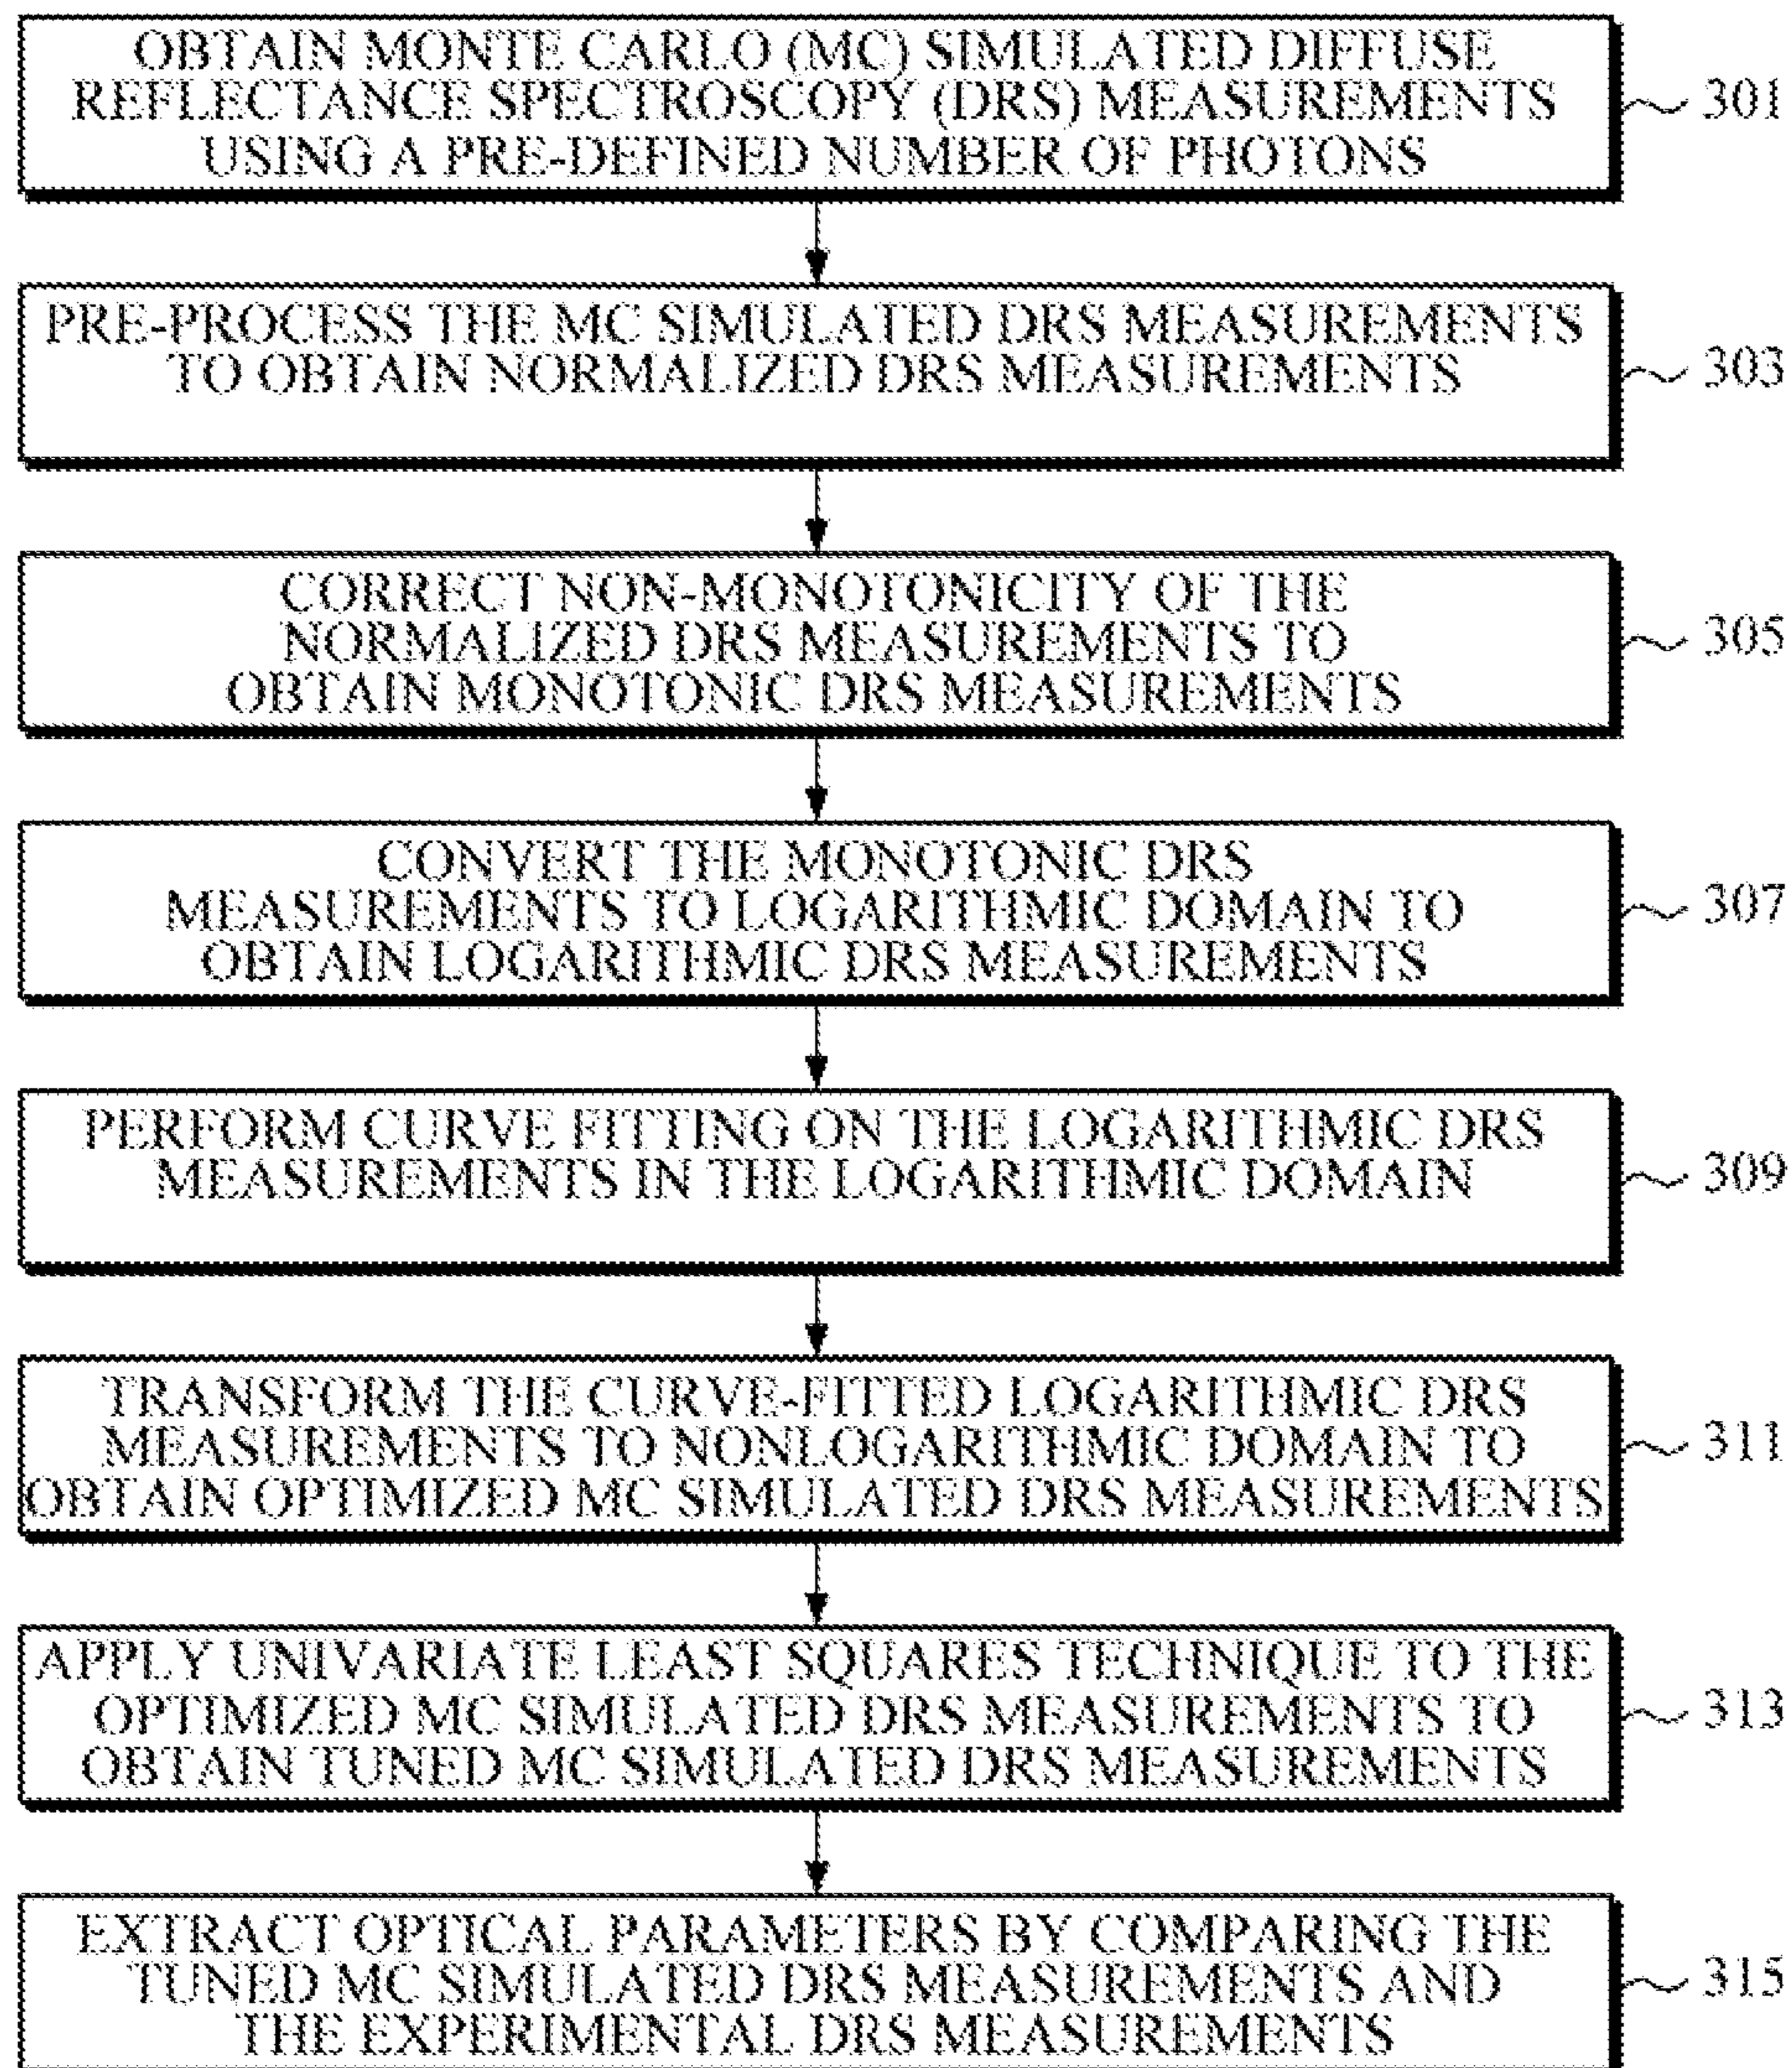 OBTAIN MONTE CARLO (MC) SIMULATED DIFFUSE
REFLECTANCE SPECTROSCOPY (DRS) MEASUREMENTS
USING A PRE-DEFINED NUMBER OF PHOTONS
301
PRE-PROCESS THE MC SIMULATED DRS MEASUREMENTS
TO OBTAIN NORMALIZED DRS MEASUREMENTS
303
CORRECT NON-MONOTONICITY OF THE
NORMALIZED DRS MEASUREMENTS TO
OBTAIN MONOTONIC DRS MEASUREMENTS
305
CONVERT THE MONOTONIC DRS
MEASUREMENTS TO LOGARITHMIC DOMAIN TO
OBTAIN LOGARITHMIC DRS MEASUREMENTS
307
PERFORM CURVE FITTING ON THE LOGARITHMIC DRS
MEASUREMENTS IN THE LOGARITHMIC DOMAIN
309
TRANSFORM THE CURVE-FITTED LOGARITHMIC DRS
MEASUREMENTS TO NONLOGARITHMIC DOMAIN TO
OBTAIN OPTIMIZED MC SIMULATED DRS MEASUREMENTS
311
APPLY UNIVARIATE LEAST SQUARES TECHNIQUE TO THE
OPTIMIZED MC SIMULATED DRS MEASUREMENTS TO
OBTAIN TUNED MC SIMULATED DRS MEASUREMENTS
313
EXTRACT OPTICAL PARAMETERS BY COMPARING THE
TUNED MC SIMULATED DRS MEASUREMENTS AND
THE EXPERIMENTAL DRS MEASUREMENTS
315